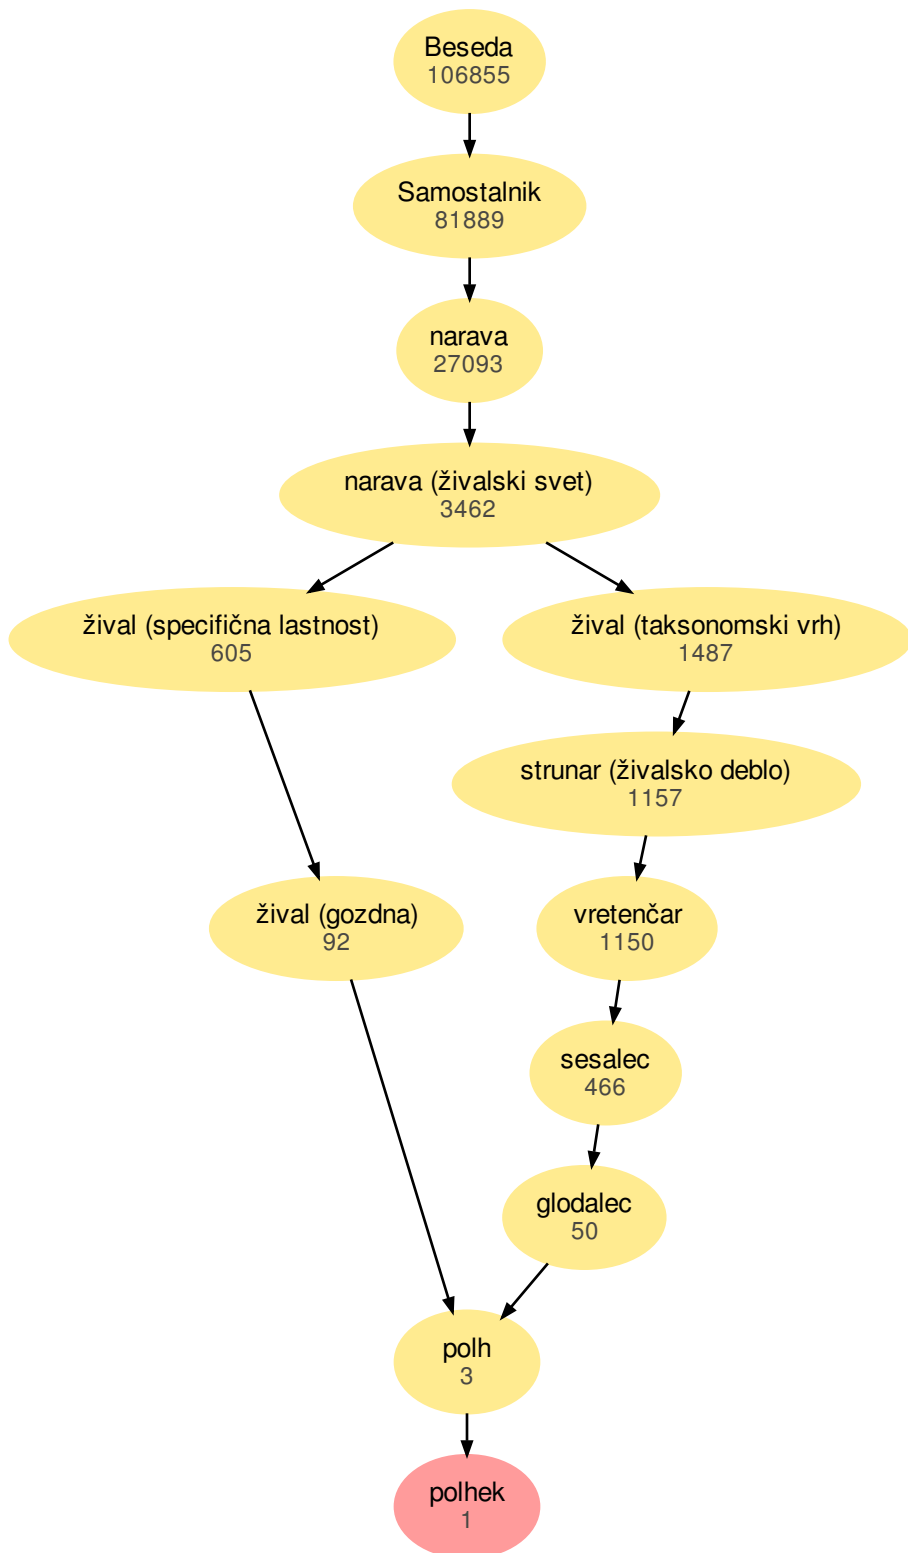 Beseda
106855
Samostalnik
81889
narava
27093
narava (živalski svet)
3462
žival (specifična lastnost)
605
žival (taksonomski vrh)
1487
strunar (živalsko deblo)
1157
žival (gozdna)
92
vretenčar
1150
sesalec
466
glodalec
50
polh
3
polhek
1